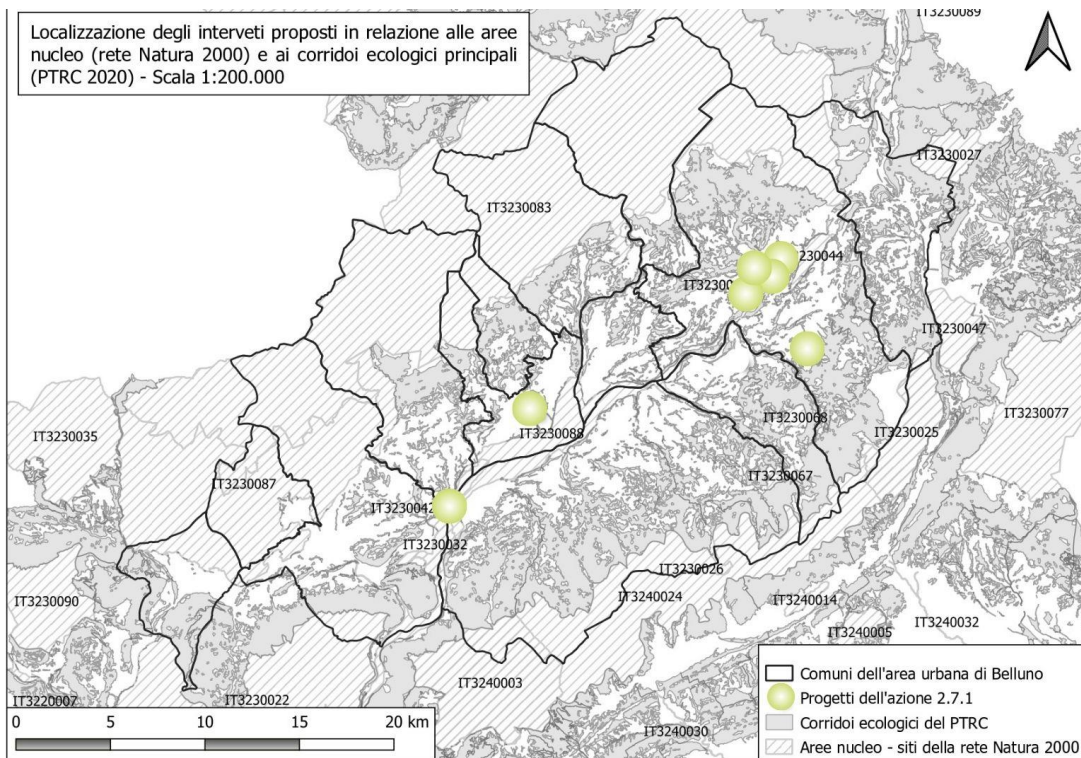 Localizzazione degli interveti proposti in relazione alle aree
nucleo (rete Natura 2000) e ai corridoi ecologici principali
(PTRC 2020) - Scala 1:200.000
IT3230089
IT3230027
IT3230083
230044
IT32300
IT3230047
IT3230077
IT3230068
IT3230025
IT3230088
IT3230035
IT3230067
IT3230087
IT3230042
IT3230032
IT3230026
IT3240024
IT3240014
IT3230090
IT3240005
IT3240032
IT3240003
IT3230022
IT3220007
IT3240030
0 5 10 15 20 km
Comuni dell'area urbana di Belluno
Progetti dell'azione 2.7.1
Corridoi ecologici del PTRC
Aree nucleo - siti della rete Natura 2000